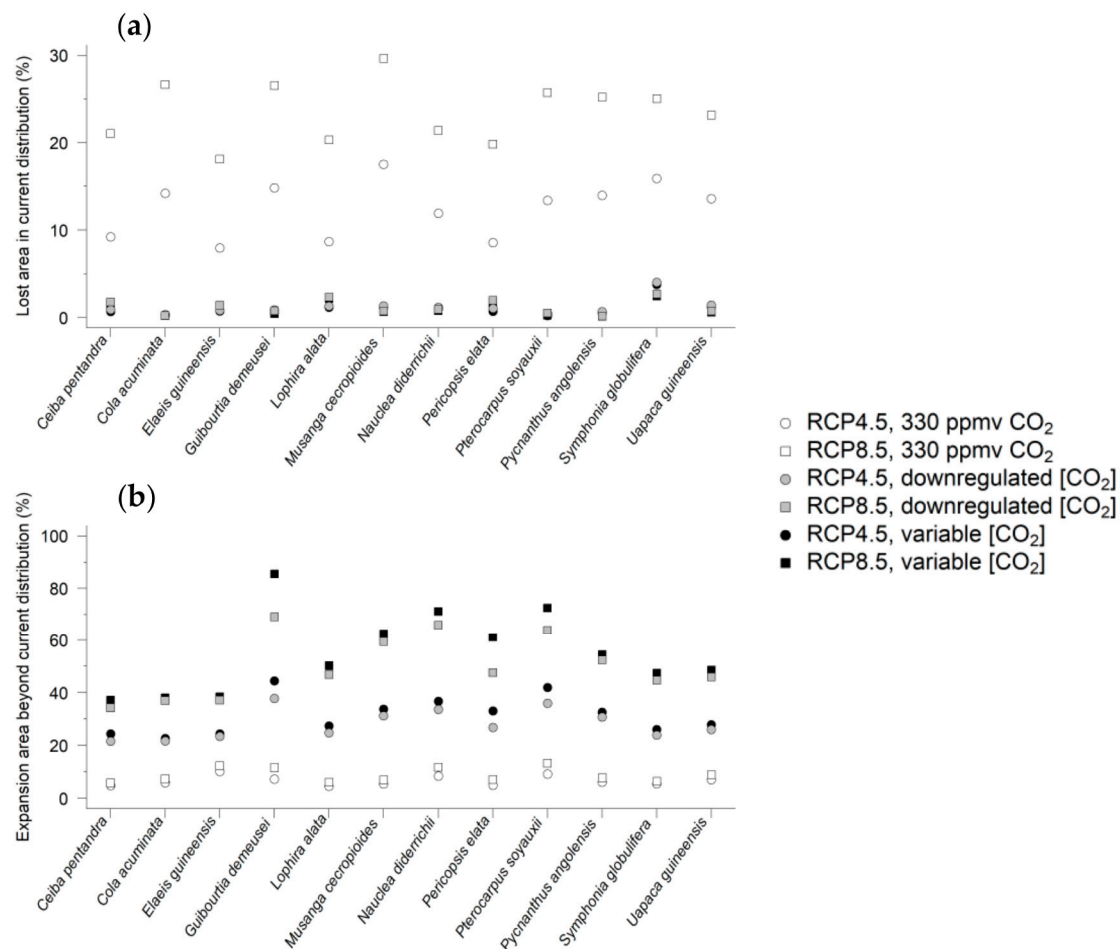 (a)
Lost area in current distribution (%)
30
20
10
0
Ceiba pentandra
Cola acuminata
Elaeis guineensis
Guibourtia demeusei
Lophira alata
Musanga cecropioides
Nauclea diderrichii
Pericopsis elata
Pterocarpus soyauxii
Pycnanthus angolensis
Symphonia globulifera
Uapaca guineensis
RCP4.5, 330 ppmv CO₂
RCP8.5, 330 ppmv CO₂
RCP4.5, downregulated [CO₂]
RCP8.5, downregulated [CO₂]
RCP4.5, variable [CO₂]
RCP8.5, variable [CO₂]
(b)
Expansion area beyond current distribution (%)
100
80
60
40
20
0
Ceiba pentandra
Cola acuminata
Elaeis guineensis
Guibourtia demeusei
Lophira alata
Musanga cecropioides
Nauclea diderrichii
Pericopsis elata
Pterocarpus soyauxii
Pycnanthus angolensis
Symphonia globulifera
Uapaca guineensis